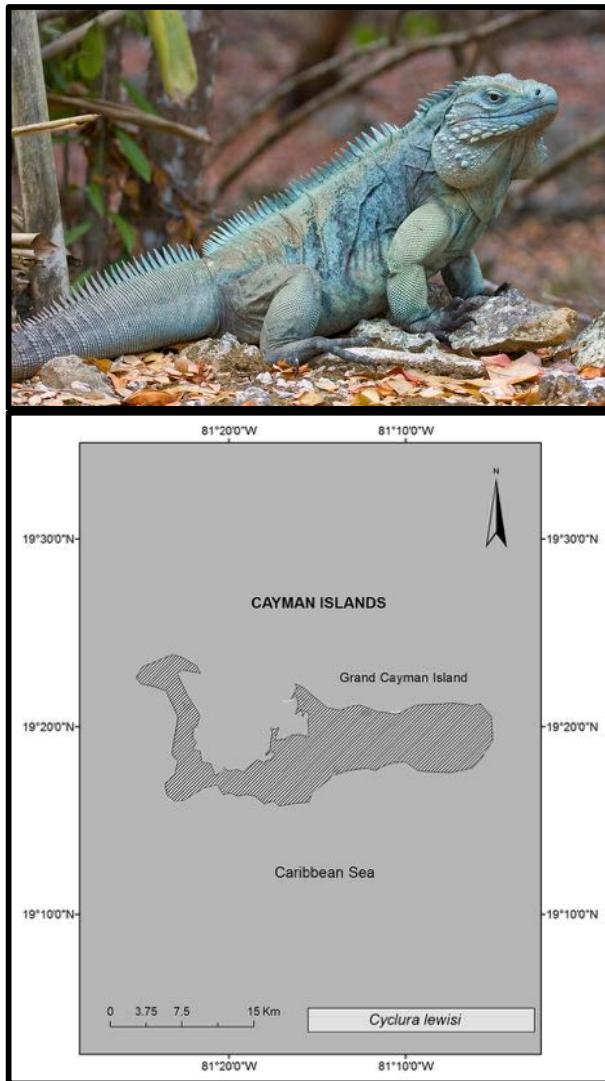 81°20'0"W 81°10'0"W
N
19°30'0"N 19°30'0"N
CAYMAN ISLANDS
Grand Cayman Island
19°20'0"N 19°20'0"N
Caribbean Sea
19°10'0"N 19°10'0"N
0 3.75 7.5 15 Km
Cyclura lewisi
81°20'0"W 81°10'0"W